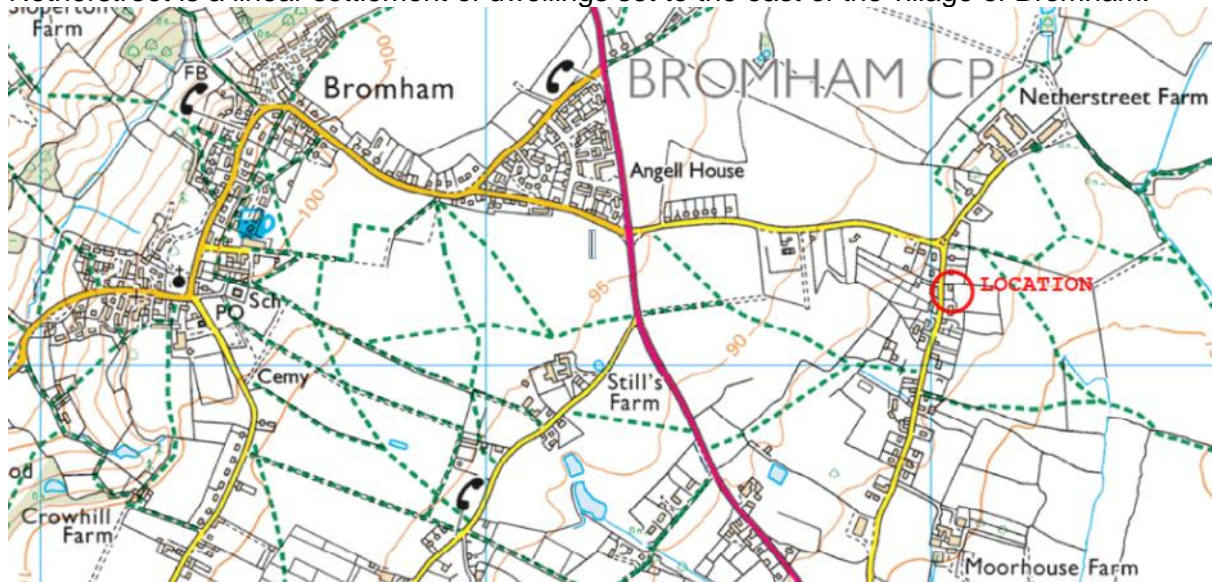 Netherstreet is a linear settlement of dwellings set to the east of the village of Bromham.
Farm
100
FB
Bromham
BROMHAM CP
Netherstreet Farm
Angell House
100
95
LOCATION
Sch
PO
90
Cemy
Still's
Farm
Crowhill
Farm
Moorhouse Farm